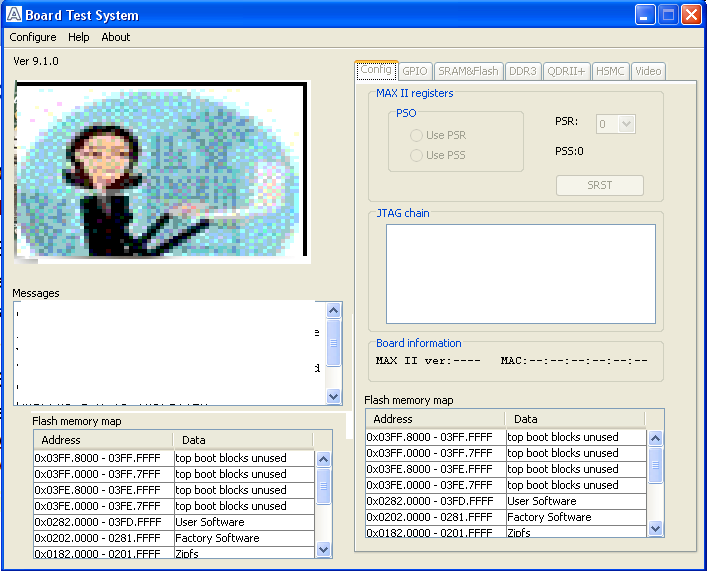 Board Test System
Configure Help About
Ver 9.1.0
Messages
Flash memory map
Address Data
0x03FF.8000 - 03FF.FFFF top boot blocks unused
0x03FF.0000 - 03FF.7FFF top boot blocks unused
0x03FE.8000 - 03FE.FFFF top boot blocks unused
0x03FE.0000 - 03FE.7FFF top boot blocks unused
0x0282.0000 - 03FD.FFFF User Software
0x0202.0000 - 0281.FFFF Factory Software
0x0182.0000 - 0201.FFFF Zipfs
Config GPIO SRAM&Flash DDR3 QDRII+ HSMC Video
MAX II registers
PSO
Use PSR
Use PSS
PSR: 0
PSS:0
SRST
JTAG chain
Board information
MAX II ver:---- MAC:--:--:--:--:--:--
Flash memory map
Address Data
0x03FF.8000 - 03FF.FFFF top boot blocks unused
0x03FF.0000 - 03FF.7FFF top boot blocks unused
0x03FE.8000 - 03FE.FFFF top boot blocks unused
0x03FE.0000 - 03FE.7FFF top boot blocks unused
0x0282.0000 - 03FD.FFFF User Software
0x0202.0000 - 0281.FFFF Factory Software
0x0182.0000 - 0201.FFFF Zipfs